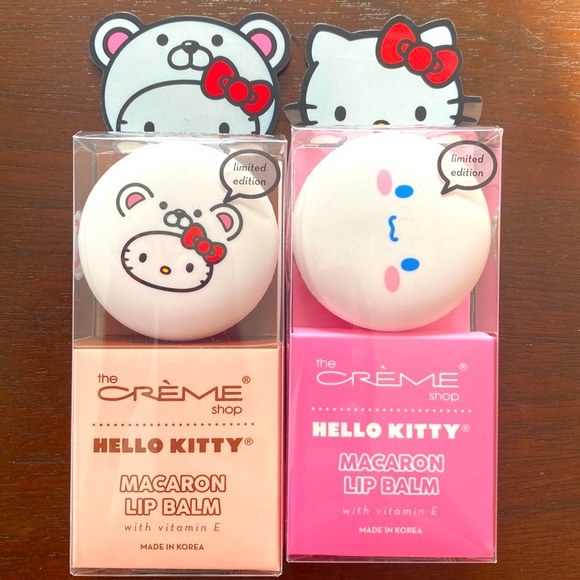 limited
edition
the
CRÈME®
shop
HELLO KITTY®
MACARON
LIP BALM
with vitamin E
MADE IN KOREA
limited
edition
the
CRÈME®
shop
HELLO KITTY®
MACARON
LIP BALM
with vitamin E
MADE IN KOREA